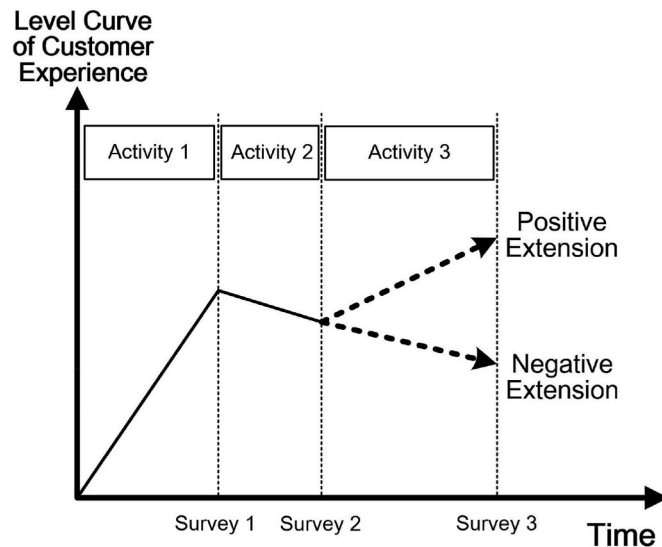 Level Curve
of Customer
Experience
Activity 1
Activity 2
Activity 3
Positive
Extension
Negative
Extension
Survey 1
Survey 2
Survey 3
Time